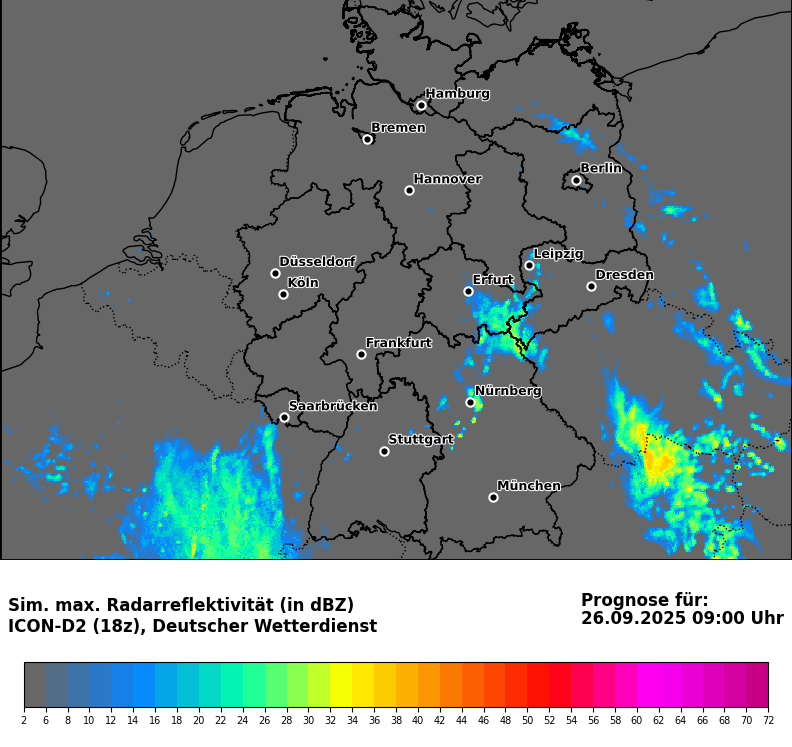 Hamburg
Bremen
Berlin
Hannover
Leipzig
Düsseldorf
Dresden
Erfurt
Köln
Frankfurt
Nürnberg
Saarbrücken
Stuttgart
München
Sim. max. Radarreflektivität (in dBZ)
ICON-D2 (18z), Deutscher Wetterdienst
Prognose für:
26.09.2025 09:00 Uhr
2 6 8 10 12 14 16 18 20 22 24 26 28 30 32 34 36 38 40 42 44 46 48 50 52 54 56 58 60 62 64 66 68 70 72